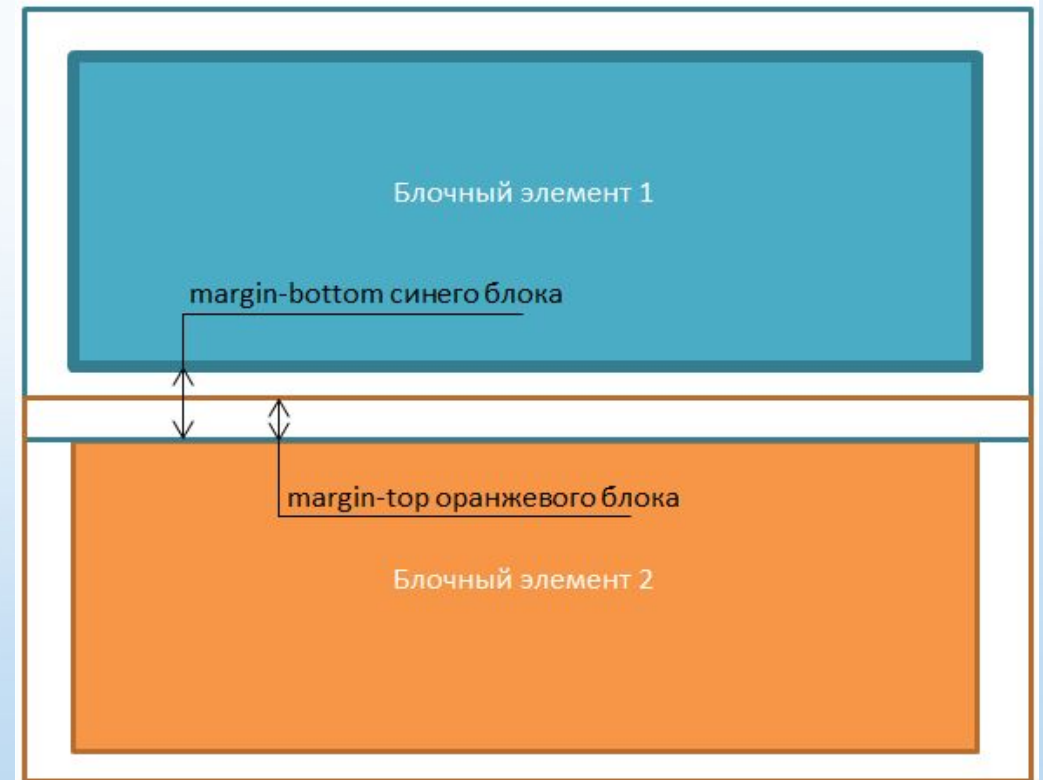 Блочный элемент 1
margin-bottom синего блока
margin-top оранжевого блока
Блочный элемент 2